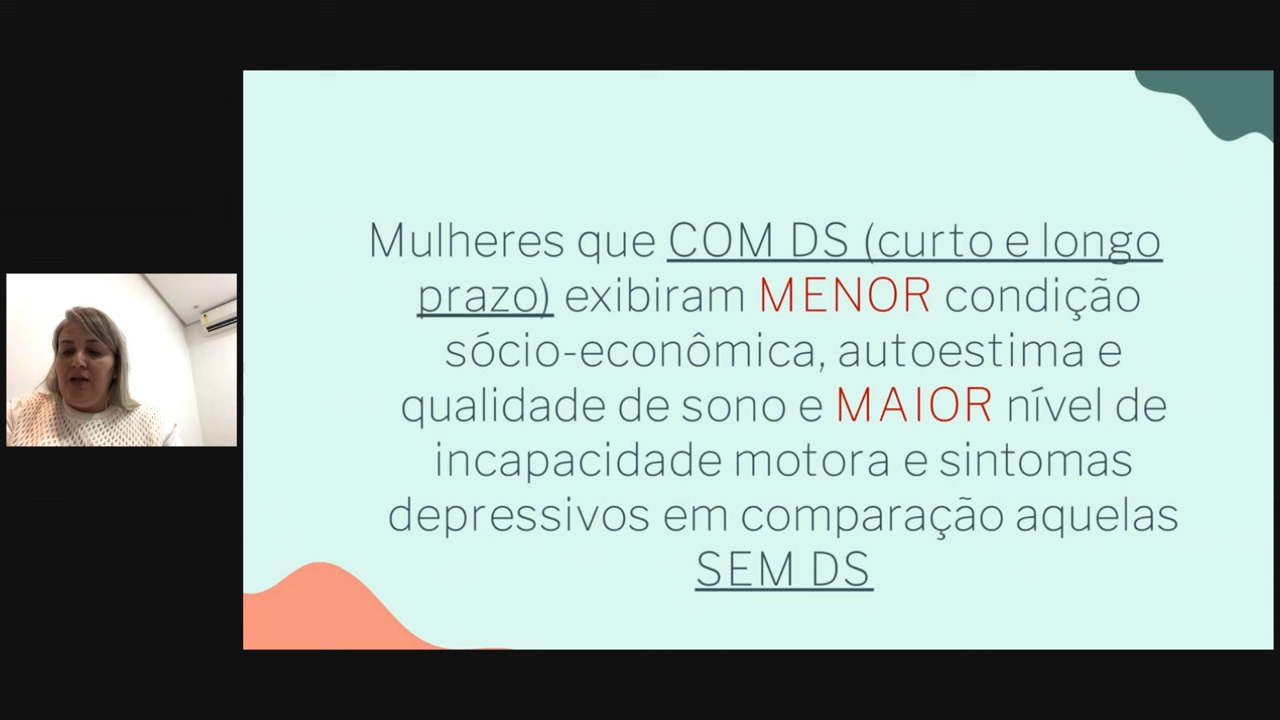 Mulheres que COM DS (curto e longo
prazo) exibiram MENOR condição
sócio-econômica, autoestima e
qualidade de sono e MAIOR nível de
incapacidade motora e sintomas
depressivos em comparação aquelas
SEM DS